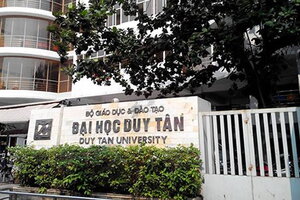 BỘ GIÁO DỤC & ĐÀO TẠO
ĐẠI HỌC DUY TÂN
DUY TAN UNIVERSITY